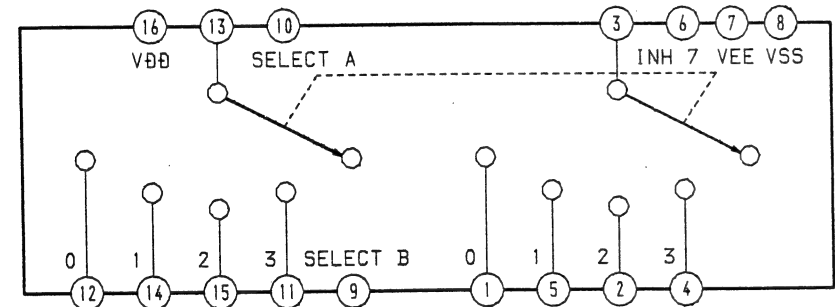 16 13 10 3 6 7 8
VĐĐ SELECT A INH 7 VEE VSS
0 1 2 3 SELECT B 0 1 2 3
12 14 15 11 9 1 5 2 4